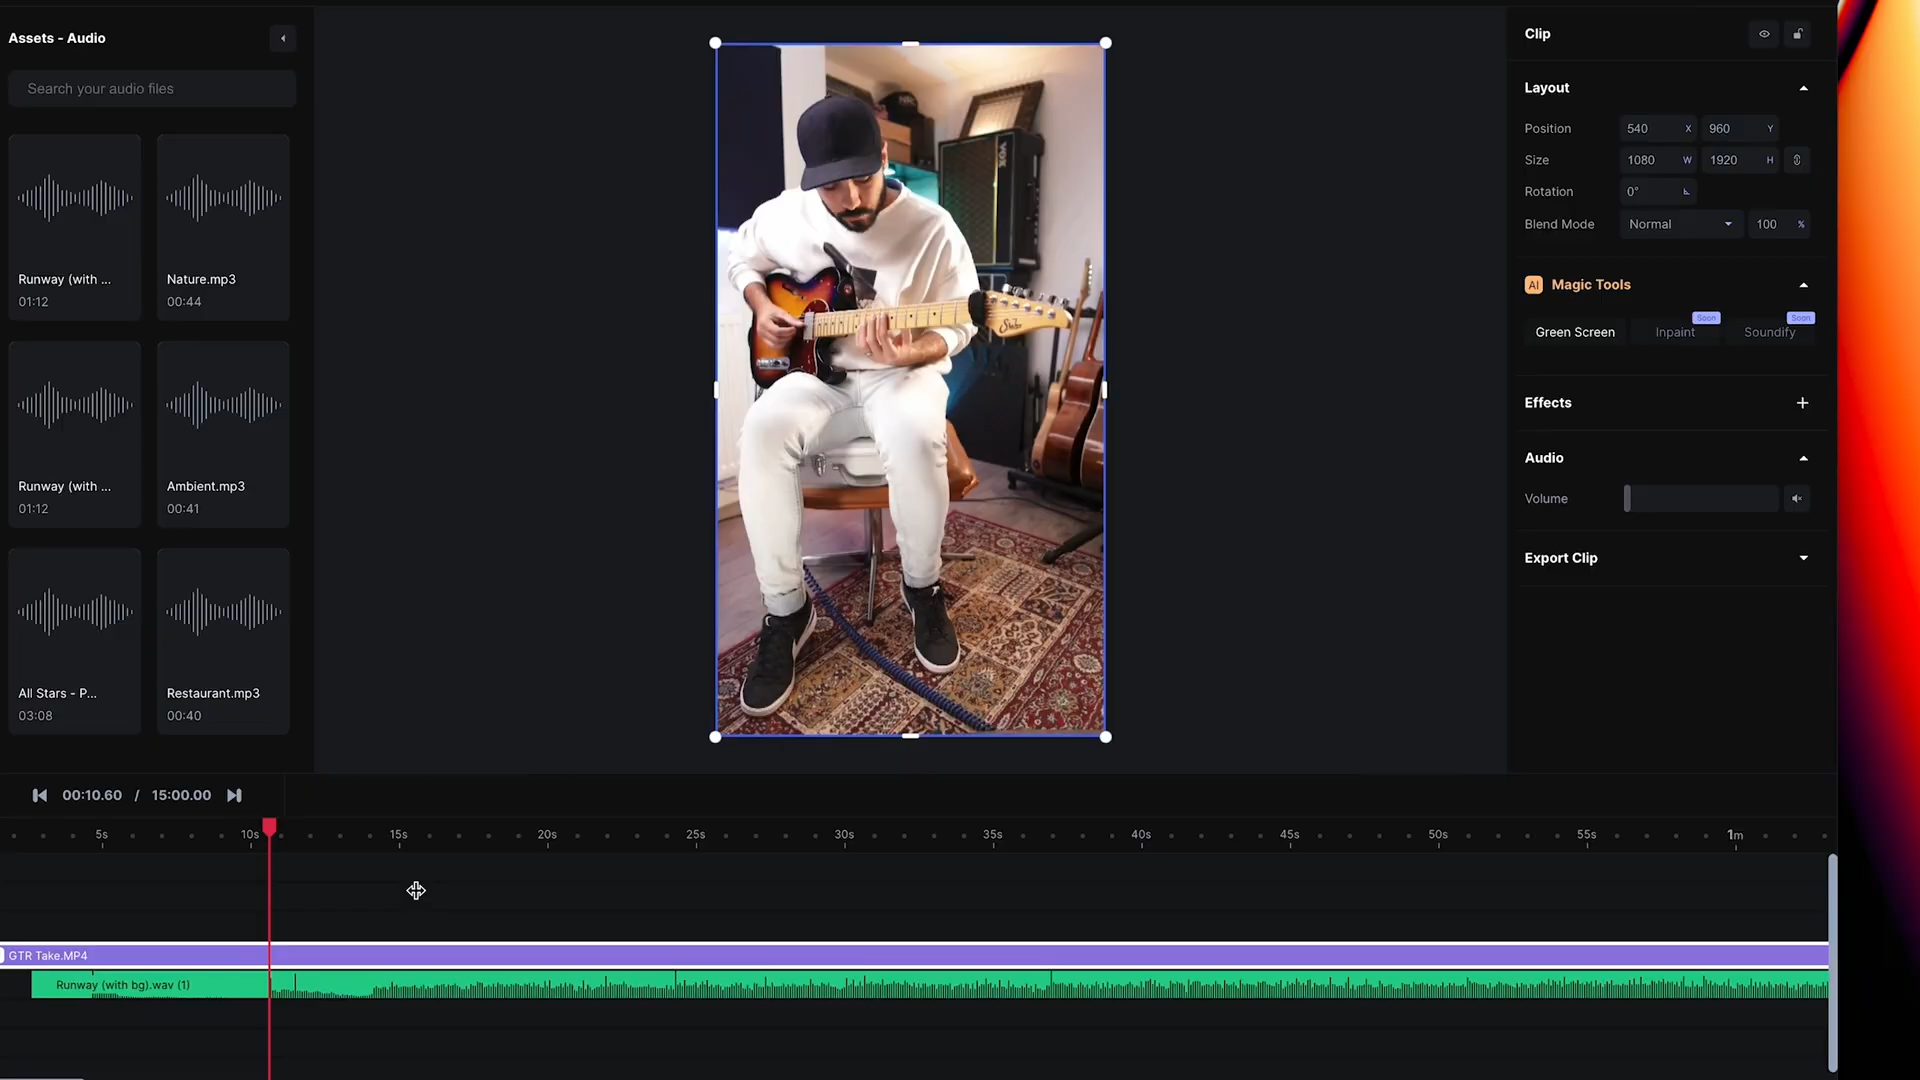 Assets - Audio
Search your audio files
Runway (with ...
01:12
Nature.mp3
00:44
Runway (with ...
01:12
Ambient.mp3
00:41
All Stars - P...
03:08
Restaurant.mp3
00:40
VOX
Clip
Layout
Position 540 X 960 Y
Size 1080 W 1920 H
Rotation 0°
Blend Mode Normal 100 %
AI Magic Tools
Soon Soon
Green Screen Inpaint Soundify
Effects
Audio
Volume
Export Clip
00:10.60 / 15:00.00
5s 10s 15s 20s 25s 30s 35s 40s 45s 50s 55s 1m
GTR Take.MP4
Runway (with bg).wav (1)